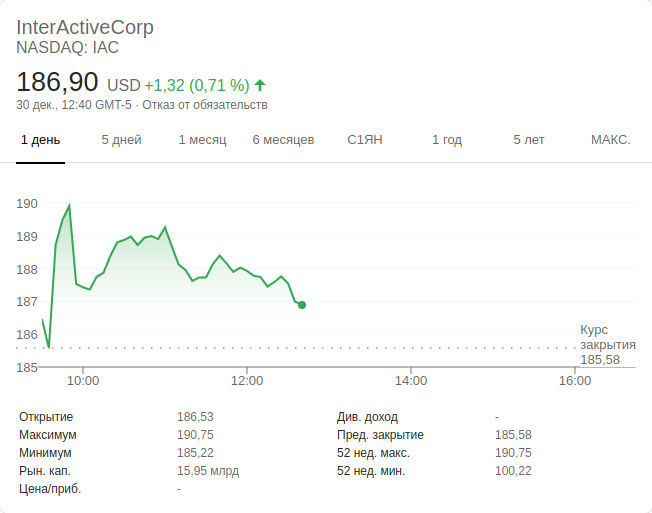 InterActiveCorp
NASDAQ: IAC
186,90 USD +1,32 (0,71 %)
30 дек., 12:40 GMT-5 · Отказ от обязательств
1 день 5 дней 1 месяц 6 месяцев С1ЯН 1 год 5 лет МАКС.
190
189
188
187
186
185
Курс
закрытия
185,58
10:00 12:00 14:00 16:00
Открытие 186,53 Див. доход -
Максимум 190,75 Пред. закрытие 185,58
Минимум 185,22 52 нед. макс. 190,75
Рын. кап. 15,95 млрд 52 нед. мин. 100,22
Цена/приб. -